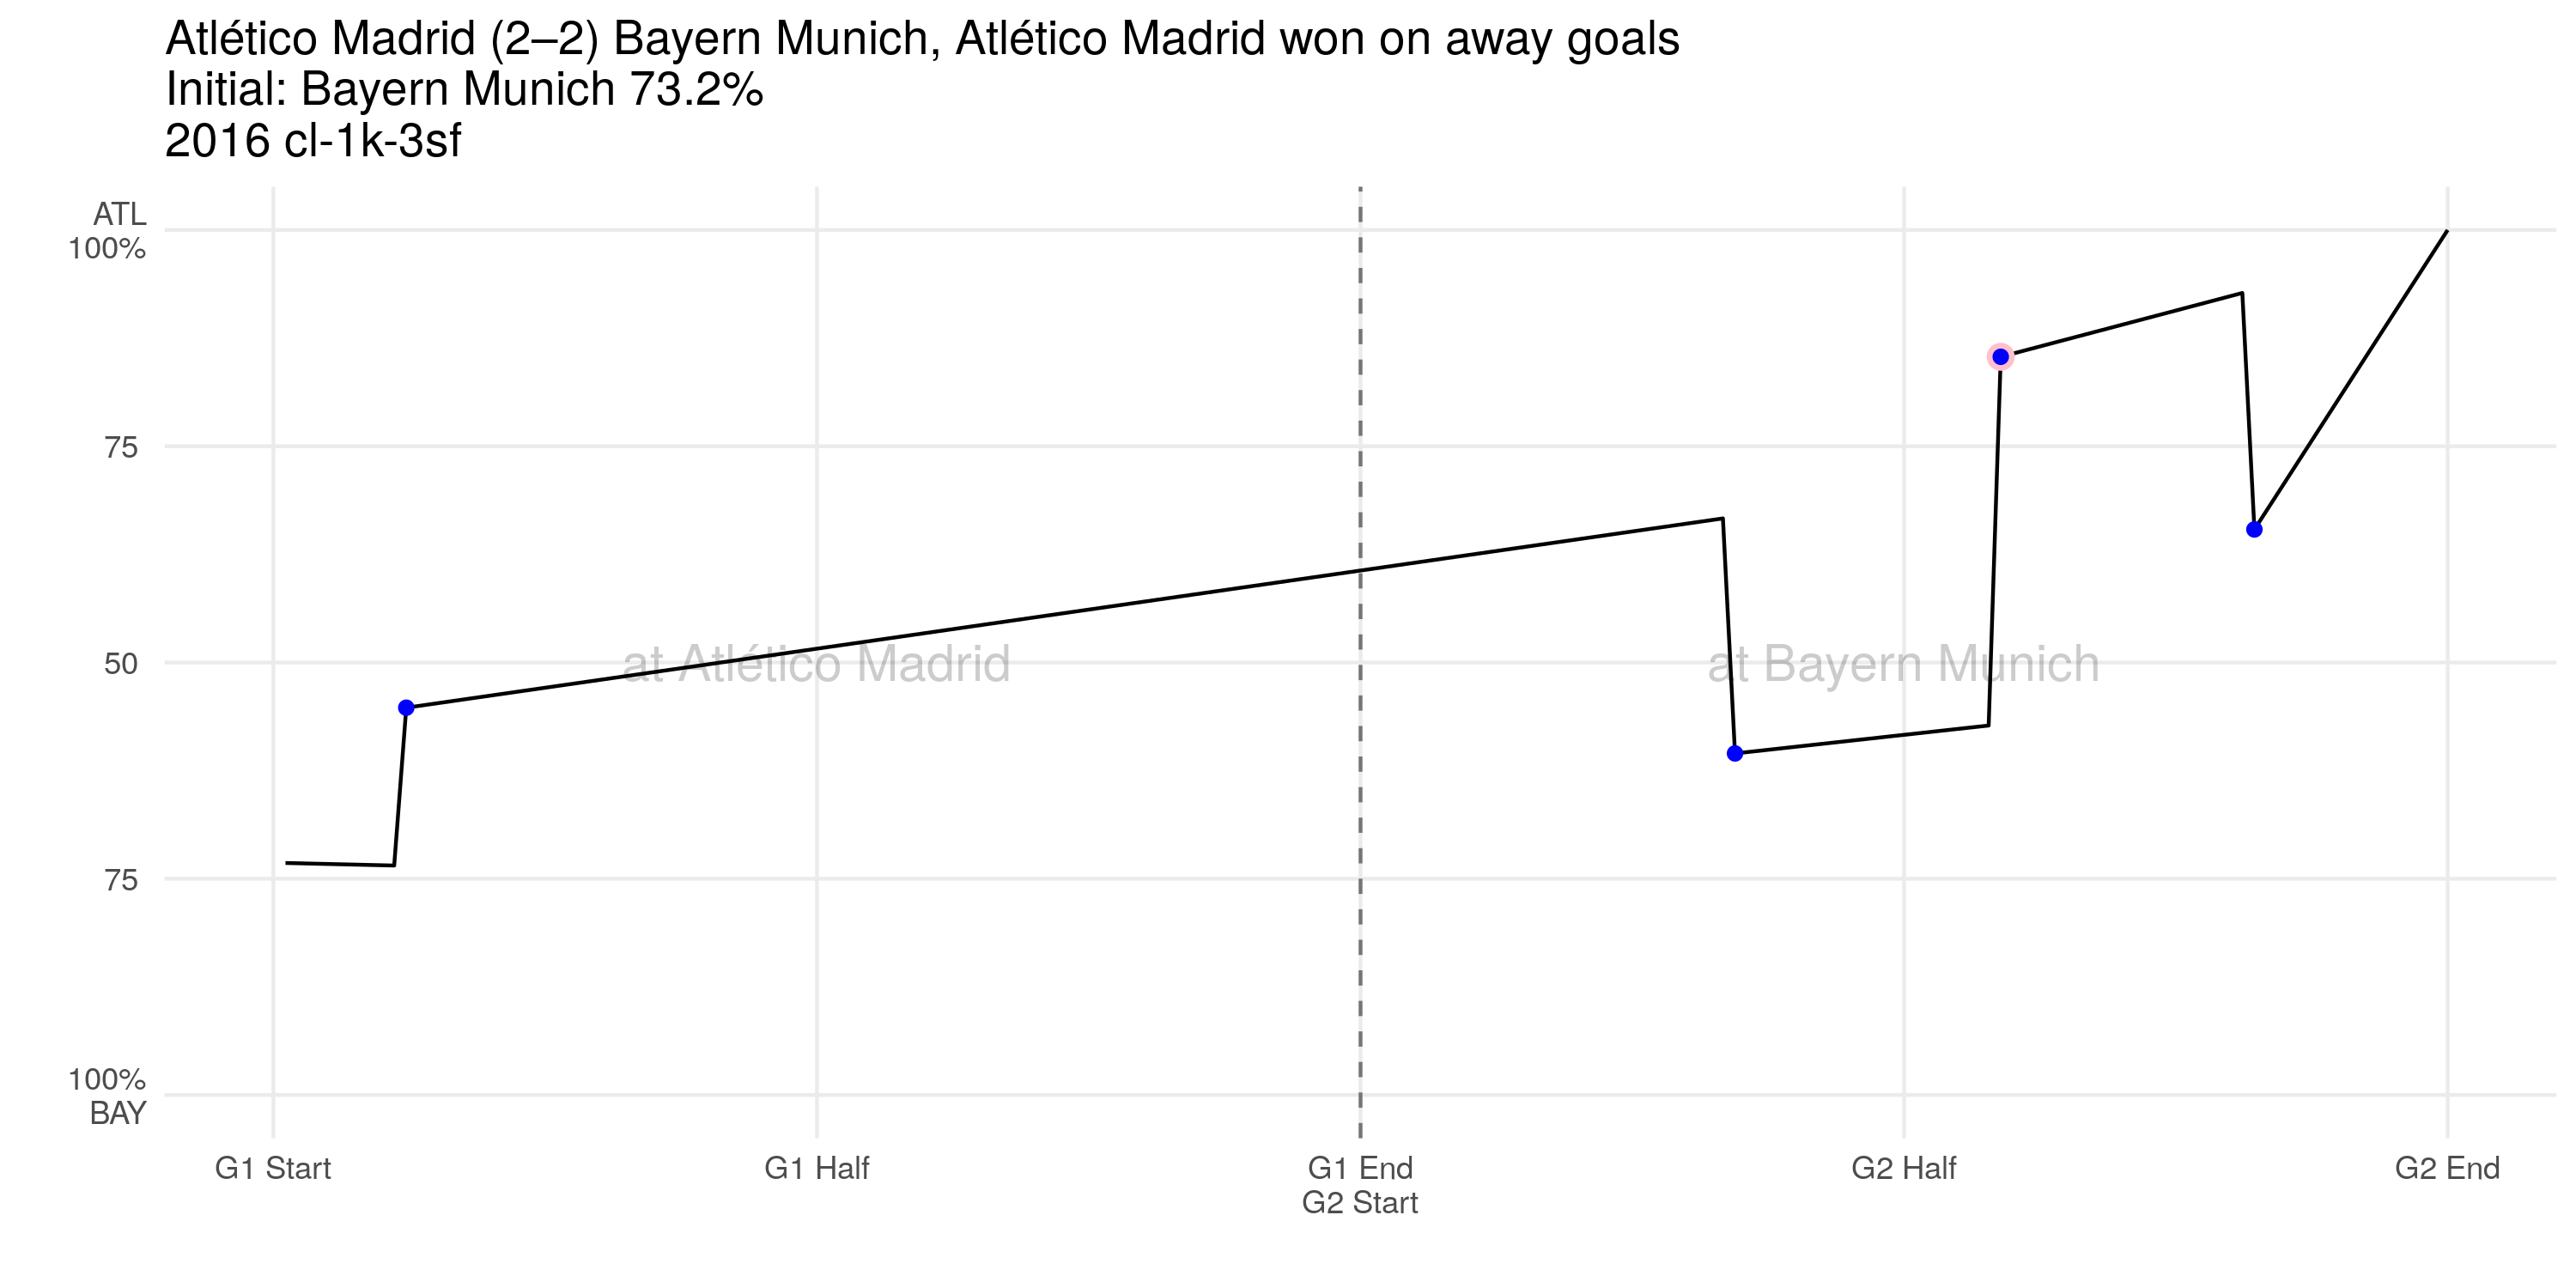 Atlético Madrid (2–2) Bayern Munich, Atlético Madrid won on away goals
Initial: Bayern Munich 73.2%
2016 cl-1k-3sf
ATL
100%
75
50
75
100%
BAY
at Atlético Madrid
at Bayern Munich
G1 Start
G1 Half
G1 End
G2 Start
G2 Half
G2 End